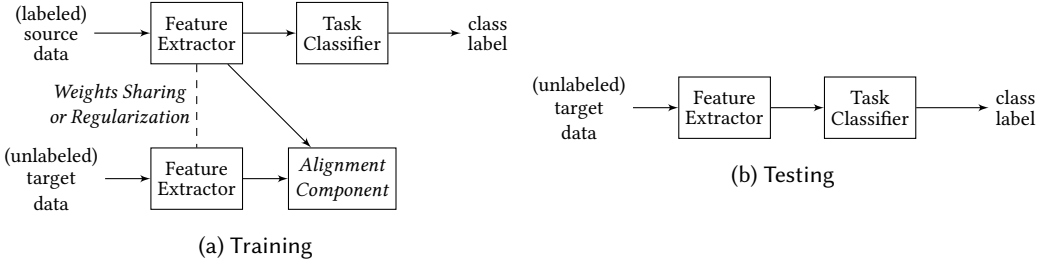 (labeled)
source
data
Feature
Extractor
Task
Classifier
class
label
Weights Sharing
or Regularization
(unlabeled)
target
data
Feature
Extractor
Alignment
Component
(a) Training
(unlabeled)
target
data
Feature
Extractor
Task
Classifier
class
label
(b) Testing